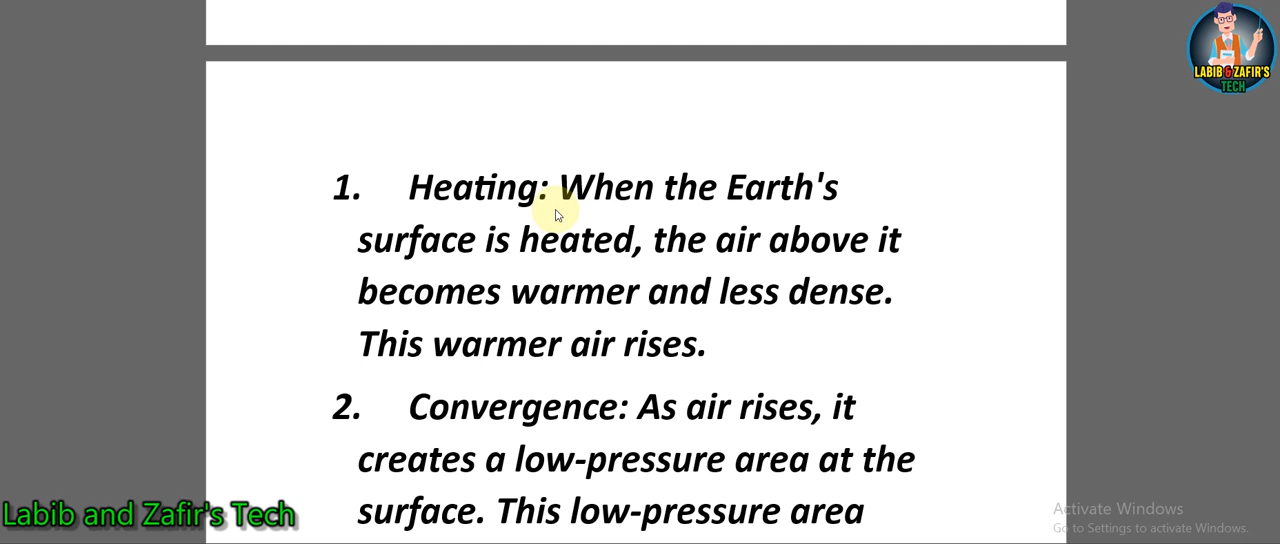 LABIB & ZAFIR'S
TECH
1. Heating: When the Earth's
surface is heated, the air above it
becomes warmer and less dense.
This warmer air rises.
2. Convergence: As air rises, it
creates a low-pressure area at the
surface. This low-pressure area
Labib and Zafir's Tech
Activate Windows
Go to Settings to activate Windows.